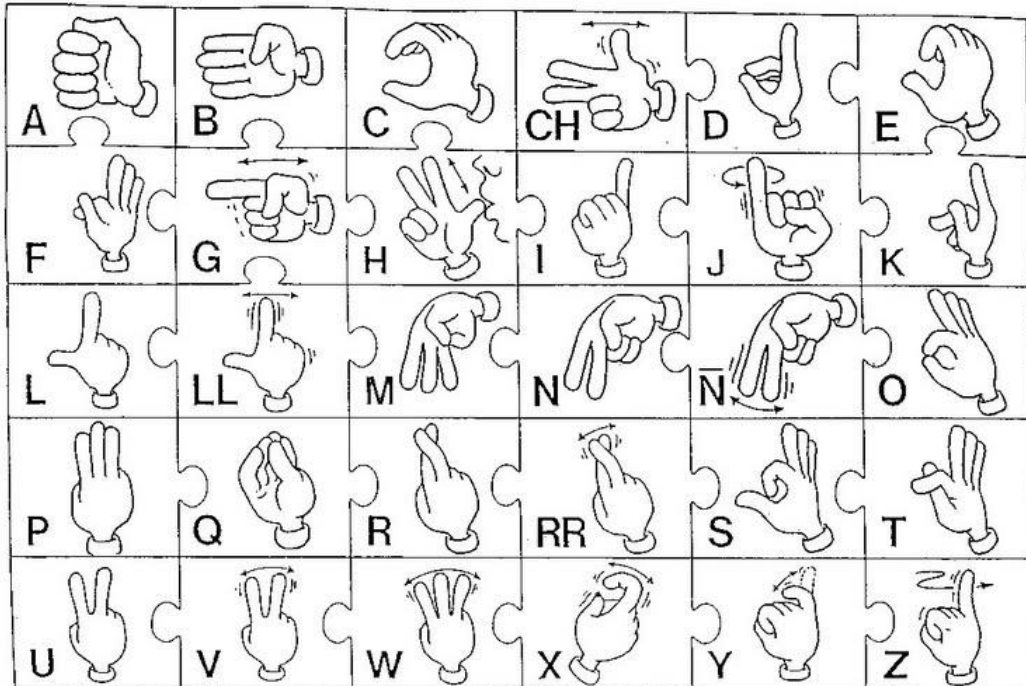 A B C CH D E
F G H I J K
L LL M N Ñ O
P Q R RR S T
U V W X Y Z